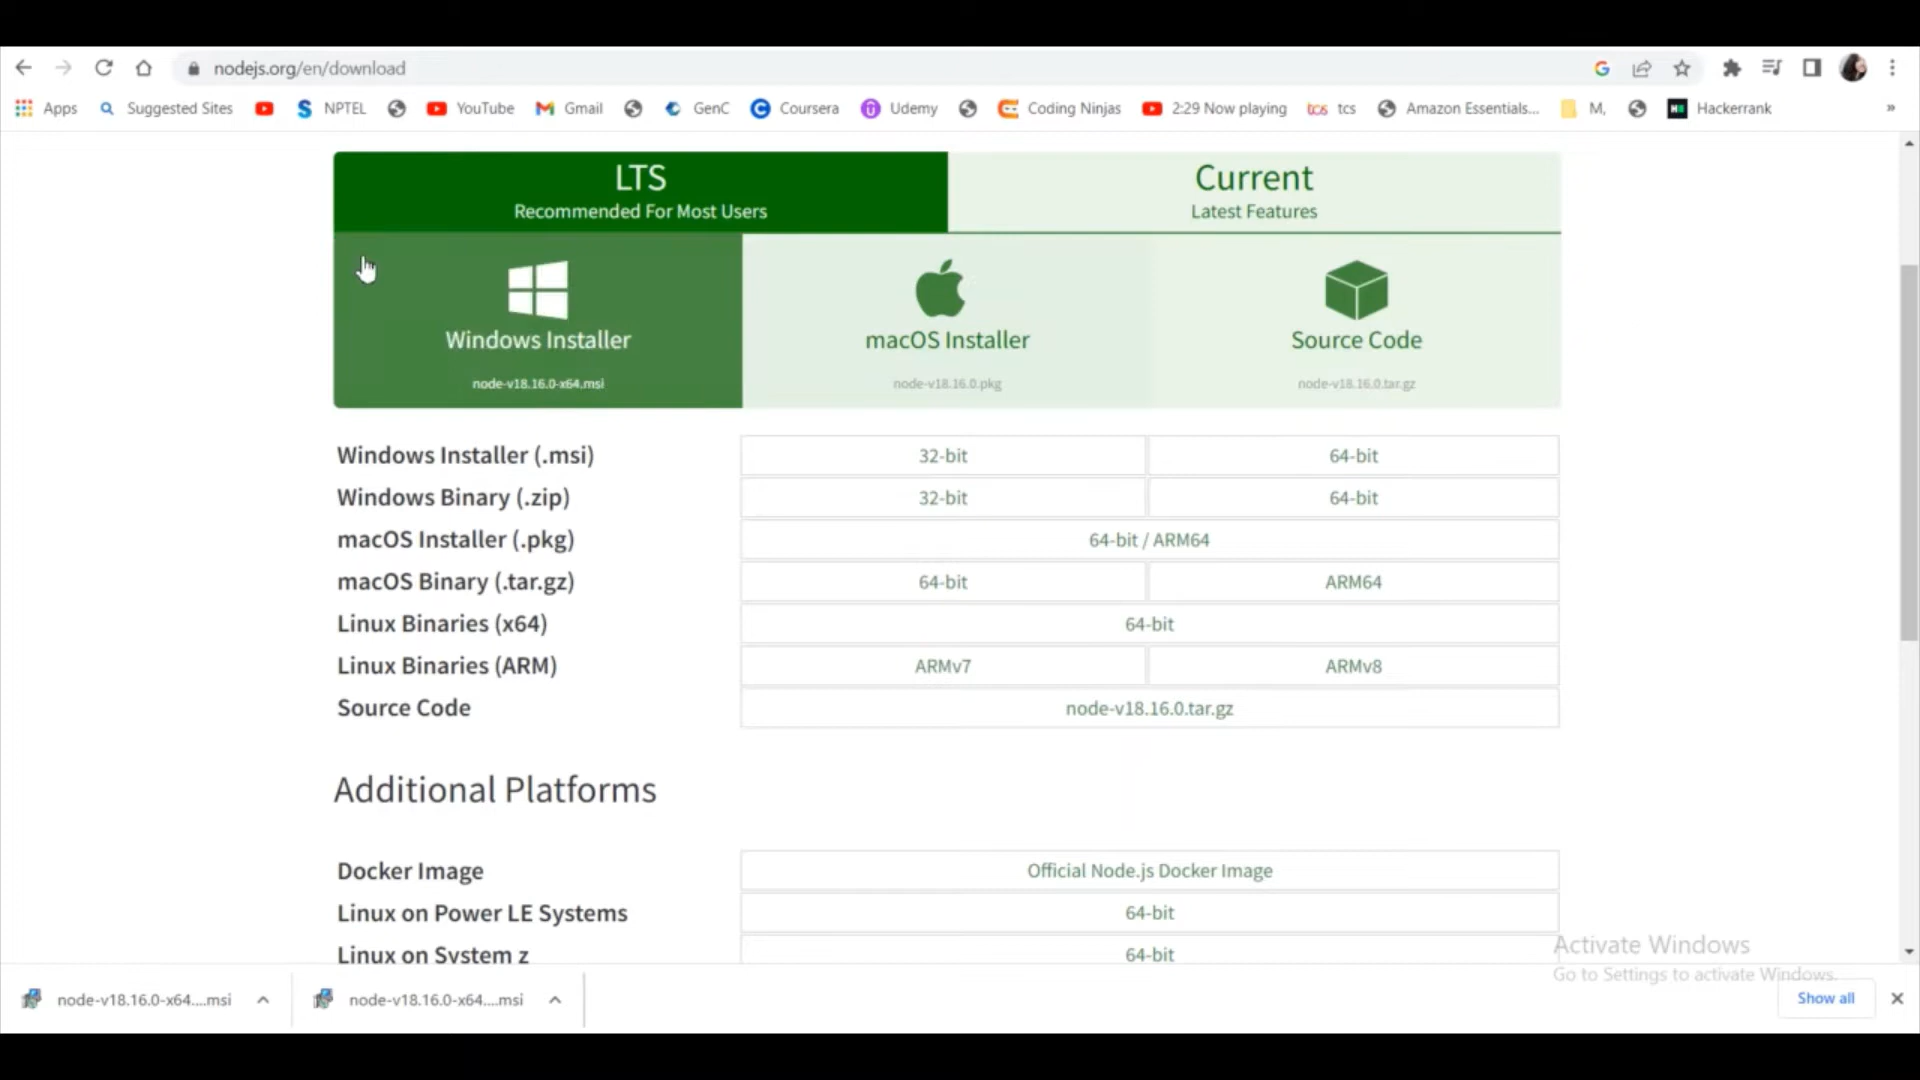 nodejs.org/en/download
Apps Suggested Sites NPTEL YouTube Gmail GenC Coursera Udemy Coding Ninjas 2:29 Now playing tcs tcs Amazon Essentials... M, Hackerrank »
LTS
Recommended For Most Users
Current
Latest Features
Windows Installer
node-v18.16.0-x64.msi
macOS Installer
node-v18.16.0.pkg
Source Code
node-v18.16.0.tar.gz
Windows Installer (.msi) 32-bit 64-bit
Windows Binary (.zip) 32-bit 64-bit
macOS Installer (.pkg) 64-bit / ARM64
macOS Binary (.tar.gz) 64-bit ARM64
Linux Binaries (x64) 64-bit
Linux Binaries (ARM) ARMv7 ARMv8
Source Code node-v18.16.0.tar.gz
Additional Platforms
Docker Image Official Node.js Docker Image
Linux on Power LE Systems 64-bit
Linux on System z 64-bit
Activate Windows
Go to Settings to activate Windows.
node-v18.16.0-x64....msi node-v18.16.0-x64....msi Show all